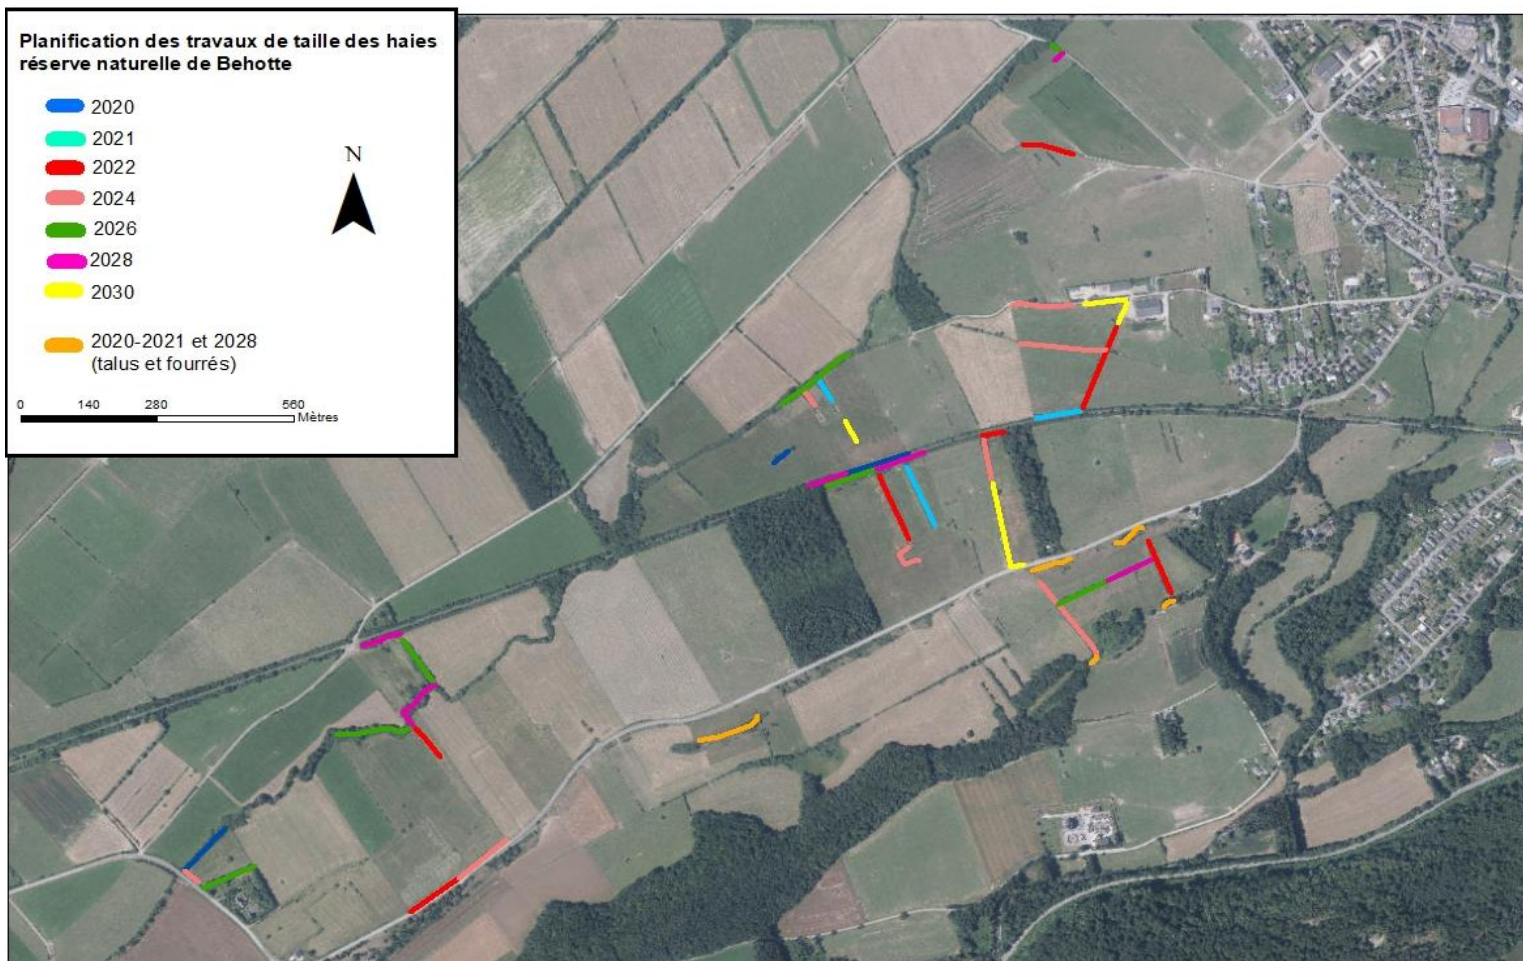 Planification des travaux de taille des haies
réserve naturelle de Behotte
2020
2021
2022
2024
2026
2028
2030
2020-2021 et 2028
(talus et fourrés)
N
0 140 280 560
Mètres